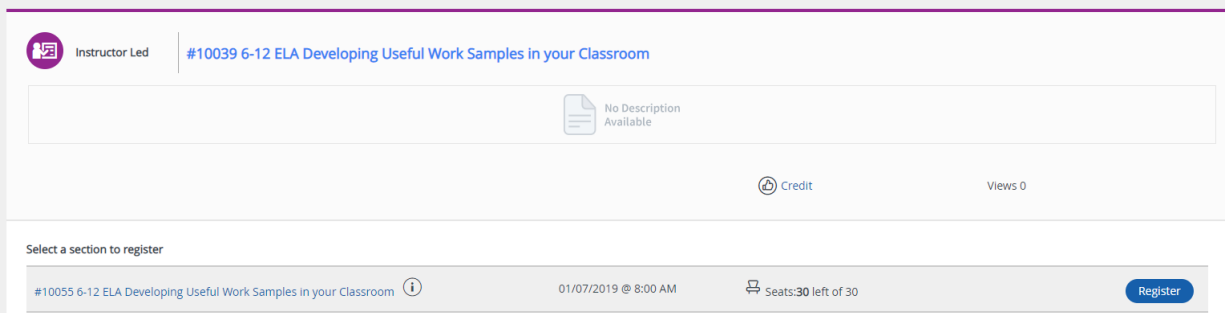 Instructor Led
#10039 6-12 ELA Developing Useful Work Samples in your Classroom
No Description
Available
Credit
Views 0
Select a section to register
#10055 6-12 ELA Developing Useful Work Samples in your Classroom
01/07/2019 @ 8:00 AM
Seats:30 left of 30
Register